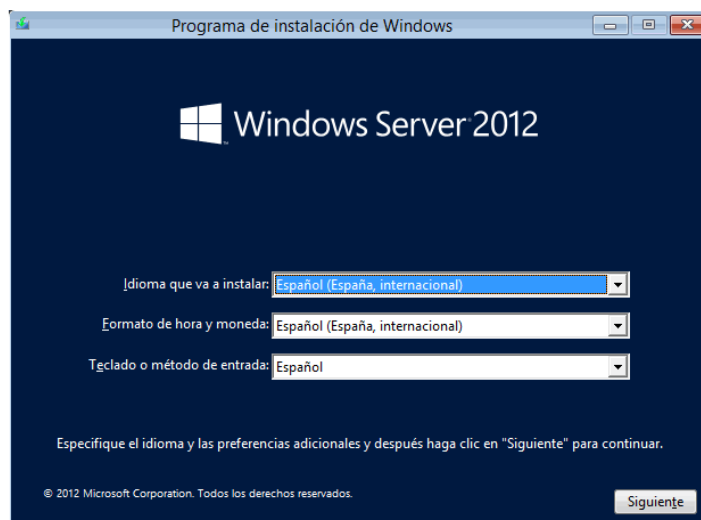 Programa de instalación de Windows
Windows Server 2012
Idioma que va a instalar: Español (España, internacional)
Formato de hora y moneda: Español (España, internacional)
Teclado o método de entrada: Español
Especifique el idioma y las preferencias adicionales y después haga clic en "Siguiente" para continuar.
© 2012 Microsoft Corporation. Todos los derechos reservados.
Siguiente